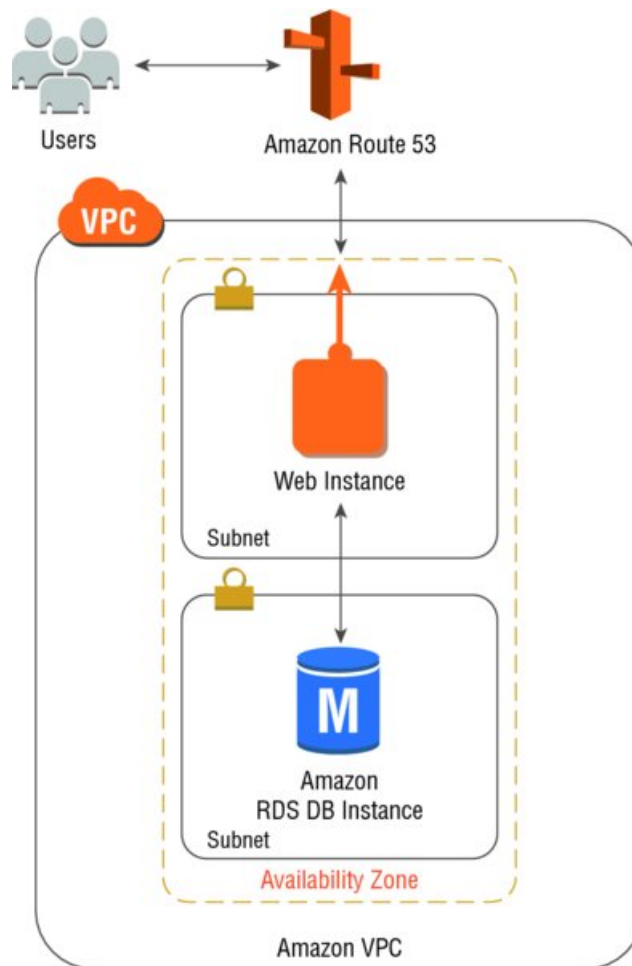 Users
Amazon Route 53
VPC
Web Instance
Subnet
M
Amazon
RDS DB Instance
Subnet
Availability Zone
Amazon VPC